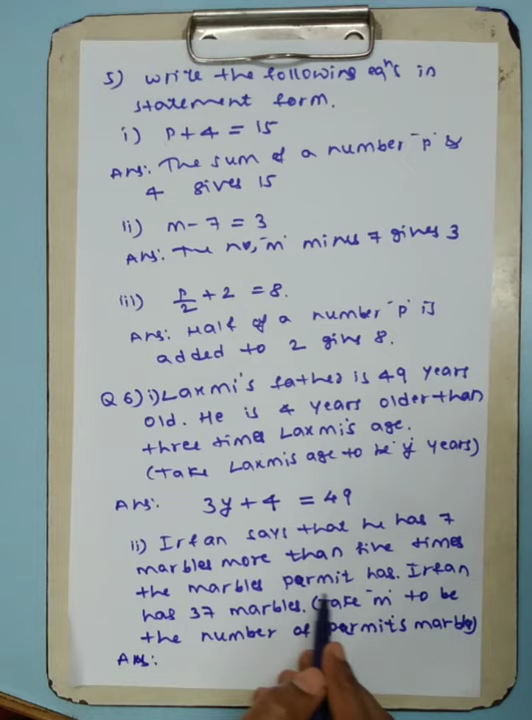 5) Write the following eqn's in
statement form.
i) P + 4 = 15
Ans: The sum of a number "p" &
4 gives 15
ii) m - 7 = 3
Ans: The no, "m" minus 7 gives 3
iii) P/2 + 2 = 8.
Ans: Half of a number "p" is
added to 2 give 8.
Q 6) i) Laxmi's father is 49 years
old. He is 4 years older than
three times Laxmi's age.
(Take Laxmis age to be 'y' years)
Ans: 3y + 4 = 49
ii) Irfan says that he has 7
marbles more than five times
the marbles permit has. Irfan
has 37 marbles. (Take "m" to be
the number of permit's marbles)
Ans: